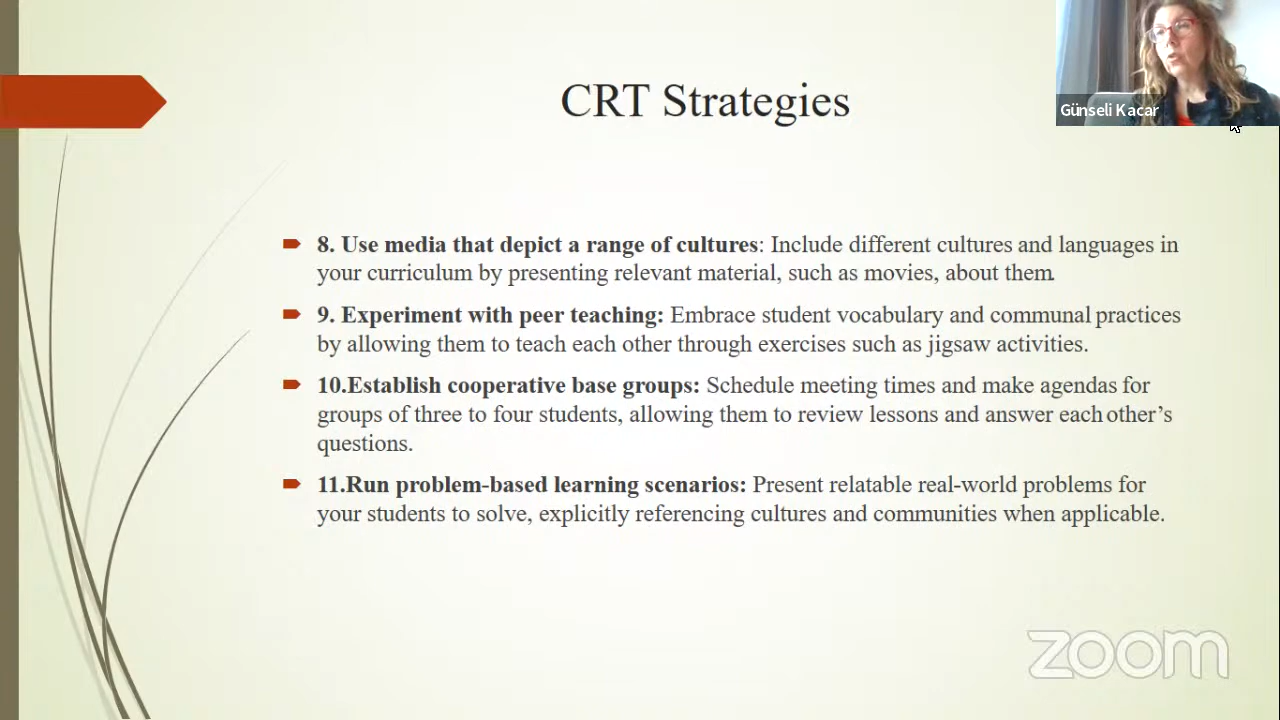 CRT Strategies
Günseli Kacar
8. Use media that depict a range of cultures: Include different cultures and languages in
your curriculum by presenting relevant material, such as movies, about them.
9. Experiment with peer teaching: Embrace student vocabulary and communal practices
by allowing them to teach each other through exercises such as jigsaw activities.
10.Establish cooperative base groups: Schedule meeting times and make agendas for
groups of three to four students, allowing them to review lessons and answer each other’s
questions.
11.Run problem-based learning scenarios: Present relatable real-world problems for
your students to solve, explicitly referencing cultures and communities when applicable.
zoom